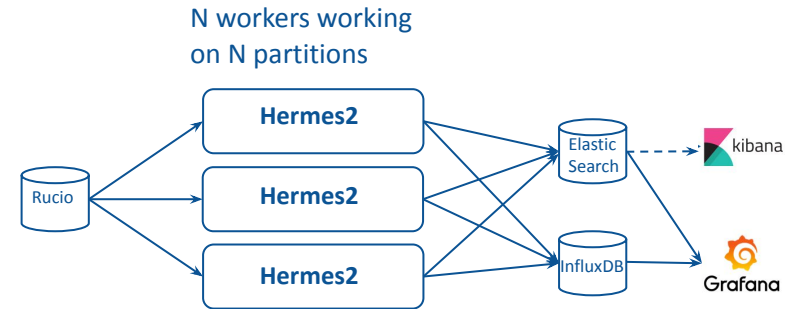 N workers working
on N partitions
Hermes2
Hermes2
Hermes2
Rucio
Elastic
Search
kibana
InfluxDB
Grafana